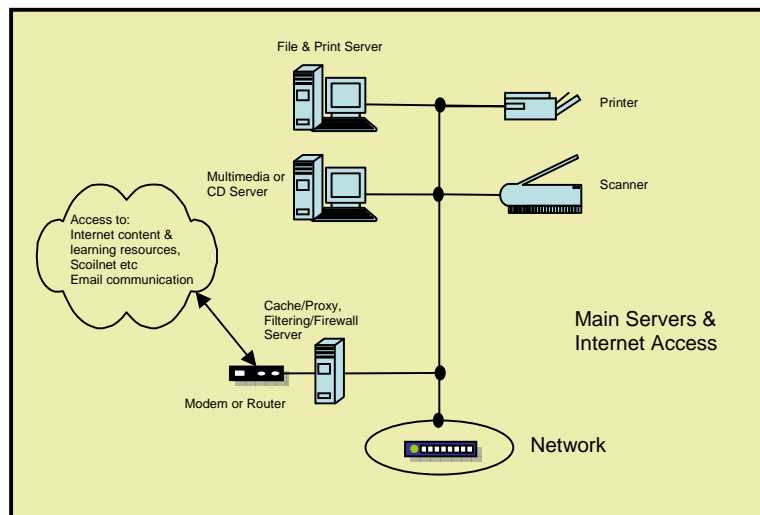 File & Print Server
Printer
Multimedia or
CD Server
Scanner
Access to:
Internet content &
learning resources,
Scoilnet etc
Email communication
Cache/Proxy,
Filtering/Firewall
Server
Main Servers &
Internet Access
Modem or Router
Network